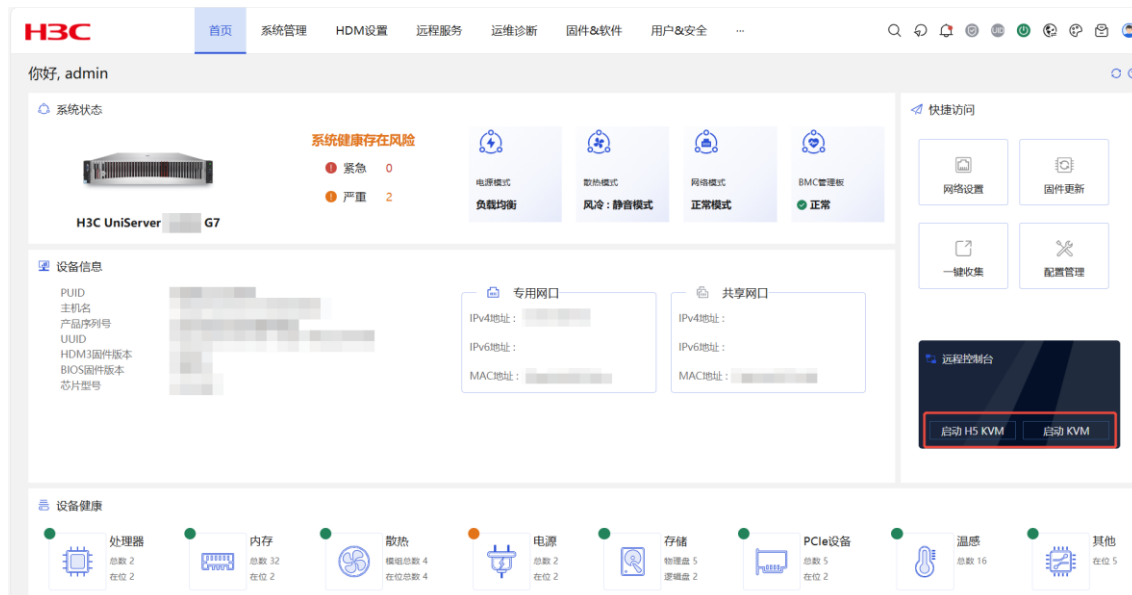 H3C 首页 系统管理 HDM设置 远程服务 运维诊断 固件&软件 用户&安全 ... UID
你好, admin
系统状态
系统健康存在风险
紧急 0
严重 2
H3C UniServer G7
电源模式
负载均衡
散热模式
风冷：静音模式
网络模式
正常模式
BMC管理板
正常
快捷访问
网络设置
固件更新
一键收集
配置管理
设备信息
PUID
主机名
产品序列号
UUID
HDM3固件版本
BIOS固件版本
芯片型号
专用网口
IPv4地址：
IPv6地址：
MAC地址：
共享网口
IPv4地址：
IPv6地址：
MAC地址：
远程控制台
启动 H5 KVM 启动 KVM
设备健康
处理器
总数 2
在位 2
内存
总数 32
在位 2
散热
模组总数 4
在位总数 4
电源
总数 2
在位 2
存储
物理盘 5
逻辑盘 2
PCIe设备
总数 5
在位 2
温感
总数 16
其他
在位 5